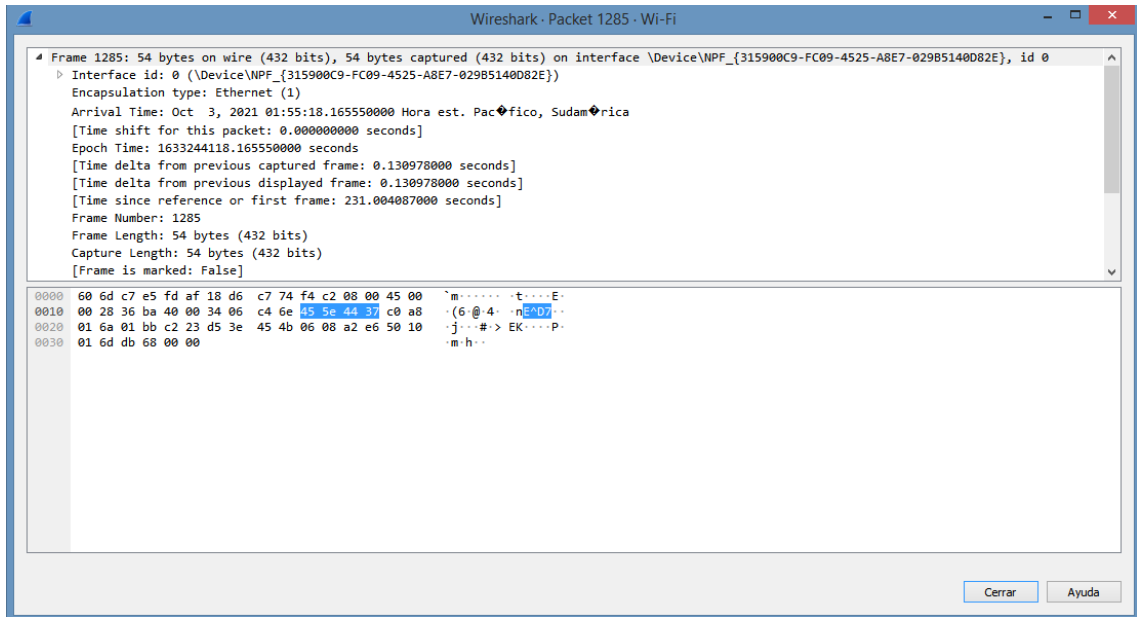 Wireshark · Packet 1285 · Wi-Fi
Frame 1285: 54 bytes on wire (432 bits), 54 bytes captured (432 bits) on interface \Device\NPF_{315900C9-FC09-4525-A8E7-029B5140D82E}, id 0
Interface id: 0 (\Device\NPF_{315900C9-FC09-4525-A8E7-029B5140D82E})
Encapsulation type: Ethernet (1)
Arrival Time: Oct  3, 2021 01:55:18.165550000 Hora est. Pac�fico, Sudam�rica
[Time shift for this packet: 0.000000000 seconds]
Epoch Time: 1633244118.165550000 seconds
[Time delta from previous captured frame: 0.130978000 seconds]
[Time delta from previous displayed frame: 0.130978000 seconds]
[Time since reference or first frame: 231.004087000 seconds]
Frame Number: 1285
Frame Length: 54 bytes (432 bits)
Capture Length: 54 bytes (432 bits)
[Frame is marked: False]
0000  60 6d c7 e5 fd af 18 d6  c7 74 f4 c2 08 00 45 00   `m······ ·t····E·
0010  00 28 36 ba 40 00 34 06  c4 6e 45 5e 44 37 c0 a8   ·(6·@·4· ·nE^D7··
0020  01 6a 01 bb c2 23 d5 3e  45 4b 06 08 a2 e6 50 10   ·j···#·> EK····P·
0030  01 6d db 68 00 00   ·m·h··
Cerrar Ayuda